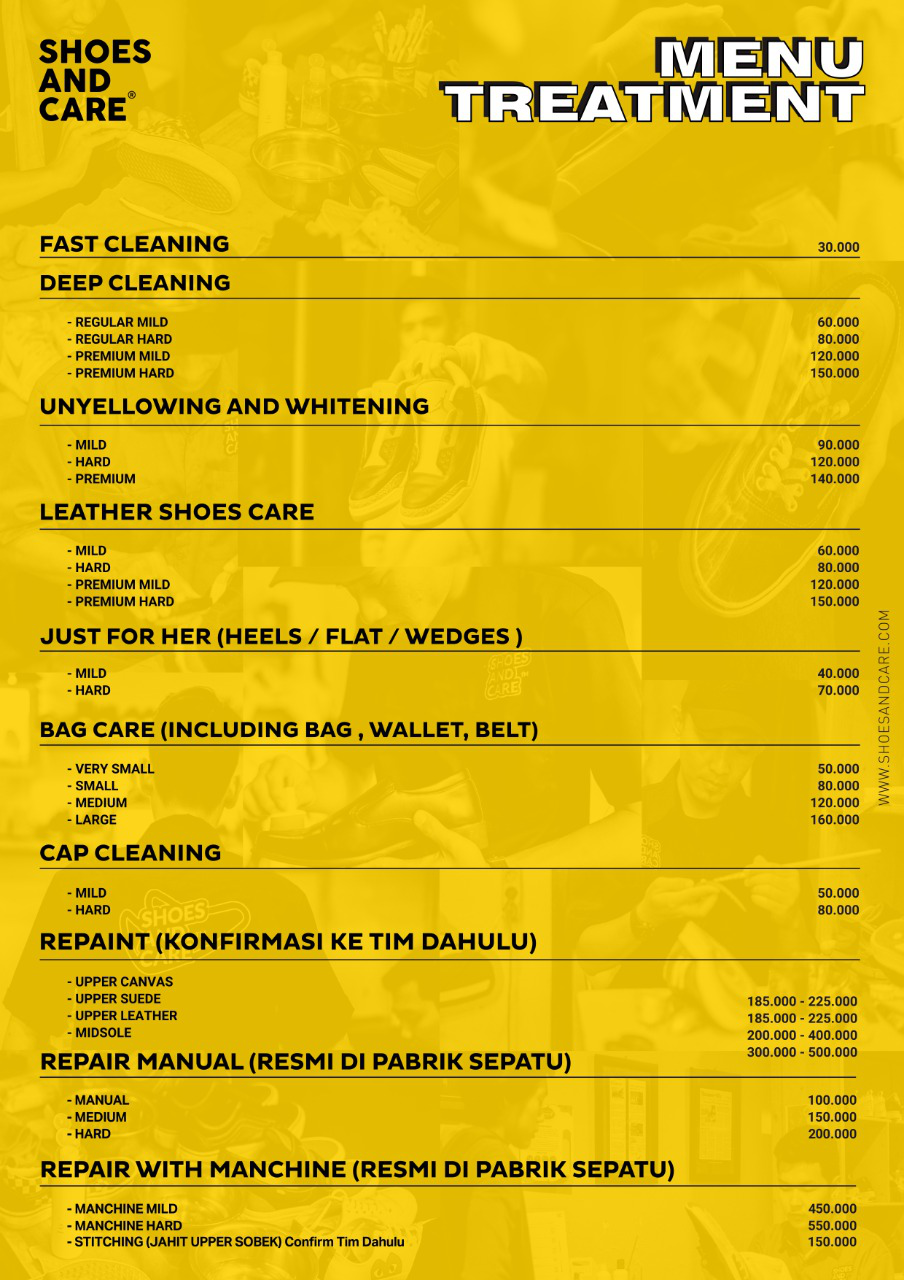 SHOES
AND
CARE®
MENU
TREATMENT
FAST CLEANING 30.000
DEEP CLEANING
- REGULAR MILD 60.000
- REGULAR HARD 80.000
- PREMIUM MILD 120.000
- PREMIUM HARD 150.000
UNYELLOWING AND WHITENING
- MILD 90.000
- HARD 120.000
- PREMIUM 140.000
LEATHER SHOES CARE
- MILD 60.000
- HARD 80.000
- PREMIUM MILD 120.000
- PREMIUM HARD 150.000
JUST FOR HER (HEELS / FLAT / WEDGES )
- MILD 40.000
- HARD 70.000
BAG CARE (INCLUDING BAG , WALLET, BELT)
- VERY SMALL 50.000
- SMALL 80.000
- MEDIUM 120.000
- LARGE 160.000
CAP CLEANING
- MILD 50.000
- HARD 80.000
REPAINT (KONFIRMASI KE TIM DAHULU)
- UPPER CANVAS
- UPPER SUEDE 185.000 - 225.000
- UPPER LEATHER 185.000 - 225.000
- MIDSOLE 200.000 - 400.000
300.000 - 500.000
REPAIR MANUAL (RESMI DI PABRIK SEPATU)
- MANUAL 100.000
- MEDIUM 150.000
- HARD 200.000
REPAIR WITH MANCHINE (RESMI DI PABRIK SEPATU)
- MANCHINE MILD 450.000
- MANCHINE HARD 550.000
- STITCHING (JAHIT UPPER SOBEK) Confirm Tim Dahulu 150.000
WWW.SHOESANDCARE.COM